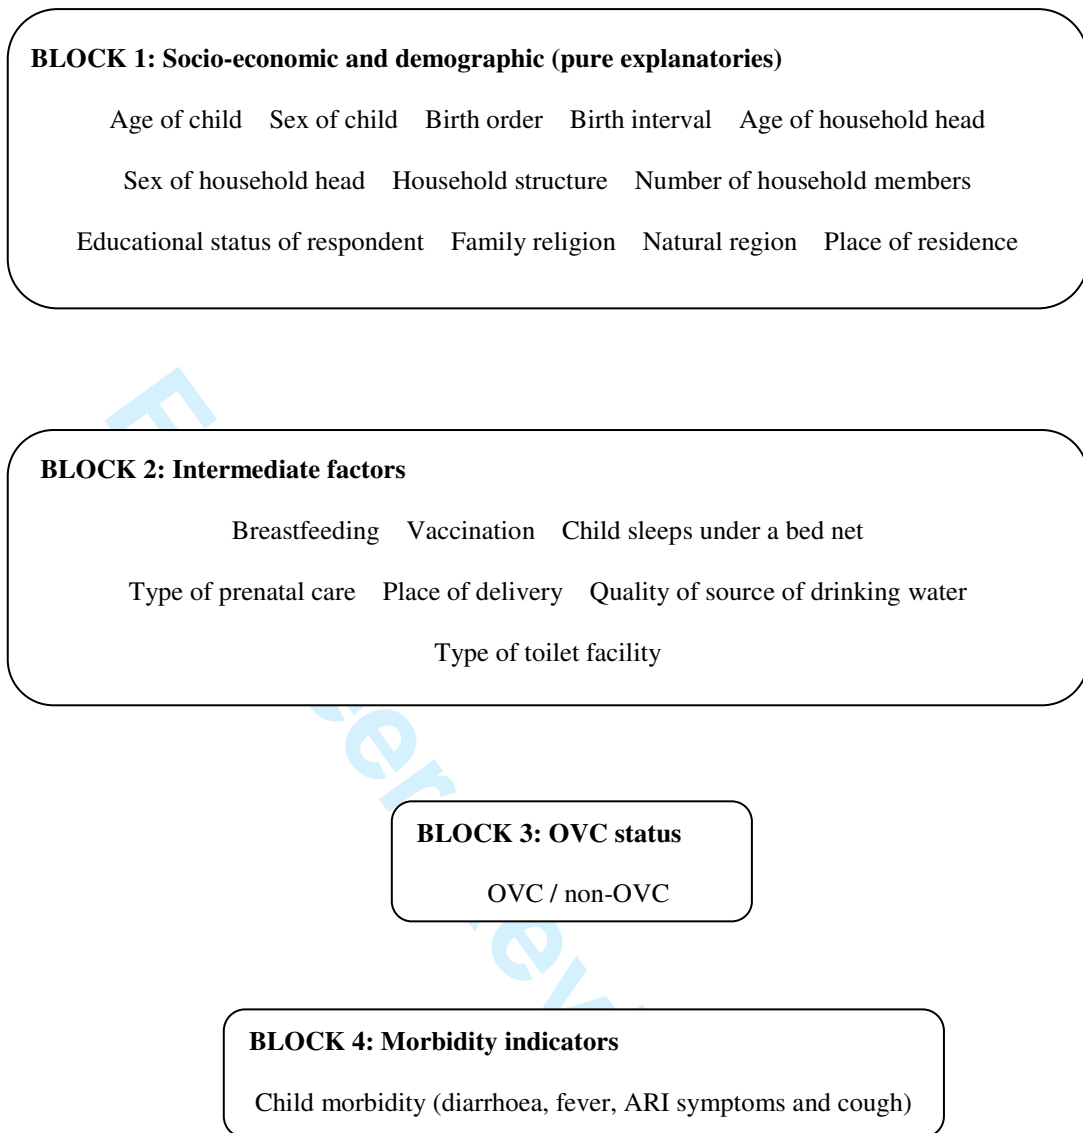 BLOCK 1: Socio-economic and demographic (pure explanatories)
Age of child Sex of child Birth order Birth interval Age of household head
Sex of household head Household structure Number of household members
Educational status of respondent Family religion Natural region Place of residence
BLOCK 2: Intermediate factors
Breastfeeding Vaccination Child sleeps under a bed net
Type of prenatal care Place of delivery Quality of source of drinking water
Type of toilet facility
BLOCK 3: OVC status
OVC / non-OVC
BLOCK 4: Morbidity indicators
Child morbidity (diarrhoea, fever, ARI symptoms and cough)